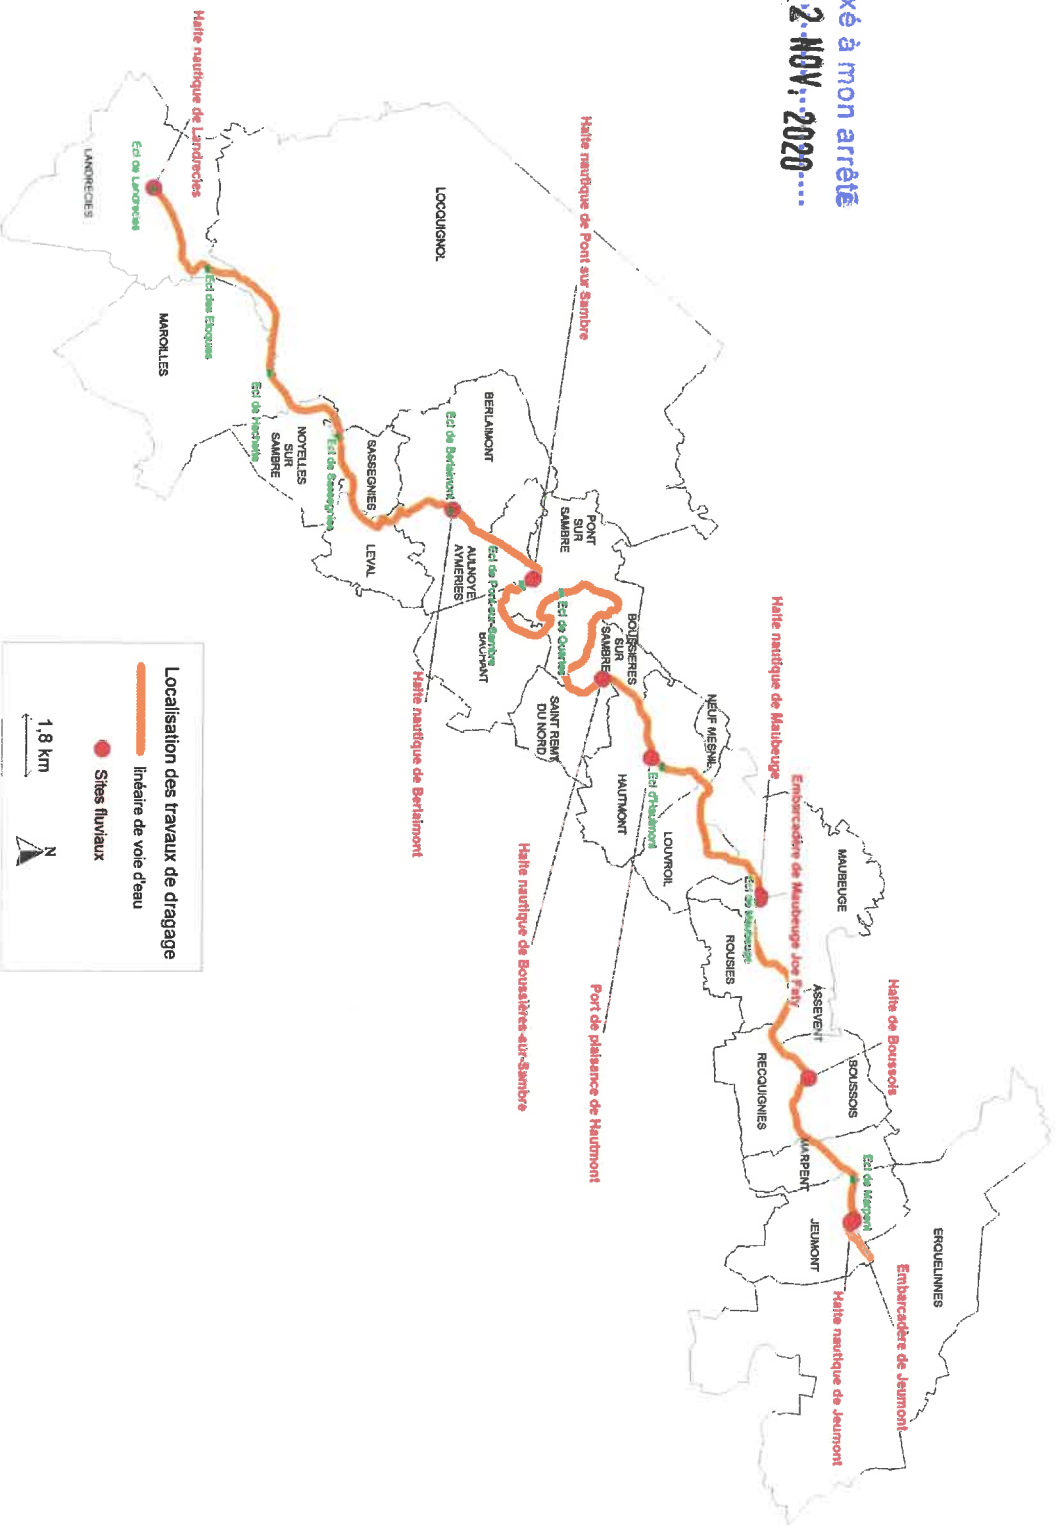 xé à mon arrêté
2 NOV. 2020
Halte nautique de Landrecies
Ecl de Landrecies
LANDRECIES
LOCQUIGNOL
Ecl des Etoquies
MAROILLES
Ecl de Hachette
NOYELLES
SUR
SAMBRE
Ecl de Sassegnies
SASSEGNIES
LEVAL
Halte nautique de Pont sur Sambre
BERLAIMONT
Ecl de Berlaimont
AULNOYE
AYMERIES
PONT
SUR
SAMBRE
Ecl de Pont-sur-Sambre
BACHANT
Ecl de Quartes
Halte nautique de Berlaimont
BOUSSIERES
SUR
SAMBRE
SAINT REMY
DU NORD
Halte nautique de Boussières-sur-Sambre
NEUF MESNIL
HAUTMONT
Ecl d'Hautmont
Port de plaisance de Hautmont
LOUVROIL
Halte nautique de Maubeuge
Embarcadère de Maubeuge Joe Faty
MAUBEUGE
Ecl de Maubeuge
ROUSIES
ASSEVENT
Halte de Boussois
BOUSSOIS
RECQUIGNIES
MARPENT
Ecl de Marpent
JEUMONT
ERQUELINNES
Embarcadère de Jeumont
Halte nautique de Jeumont
Localisation des travaux de dragage
linéaire de voie d'eau
Sites fluviaux
1,8 km
N